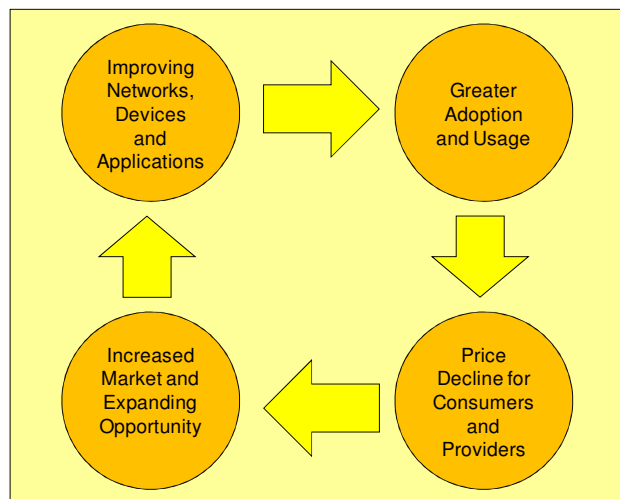 Improving
Networks,
Devices
and
Applications
Greater
Adoption
and Usage
Price
Decline for
Consumers
and
Providers
Increased
Market and
Expanding
Opportunity